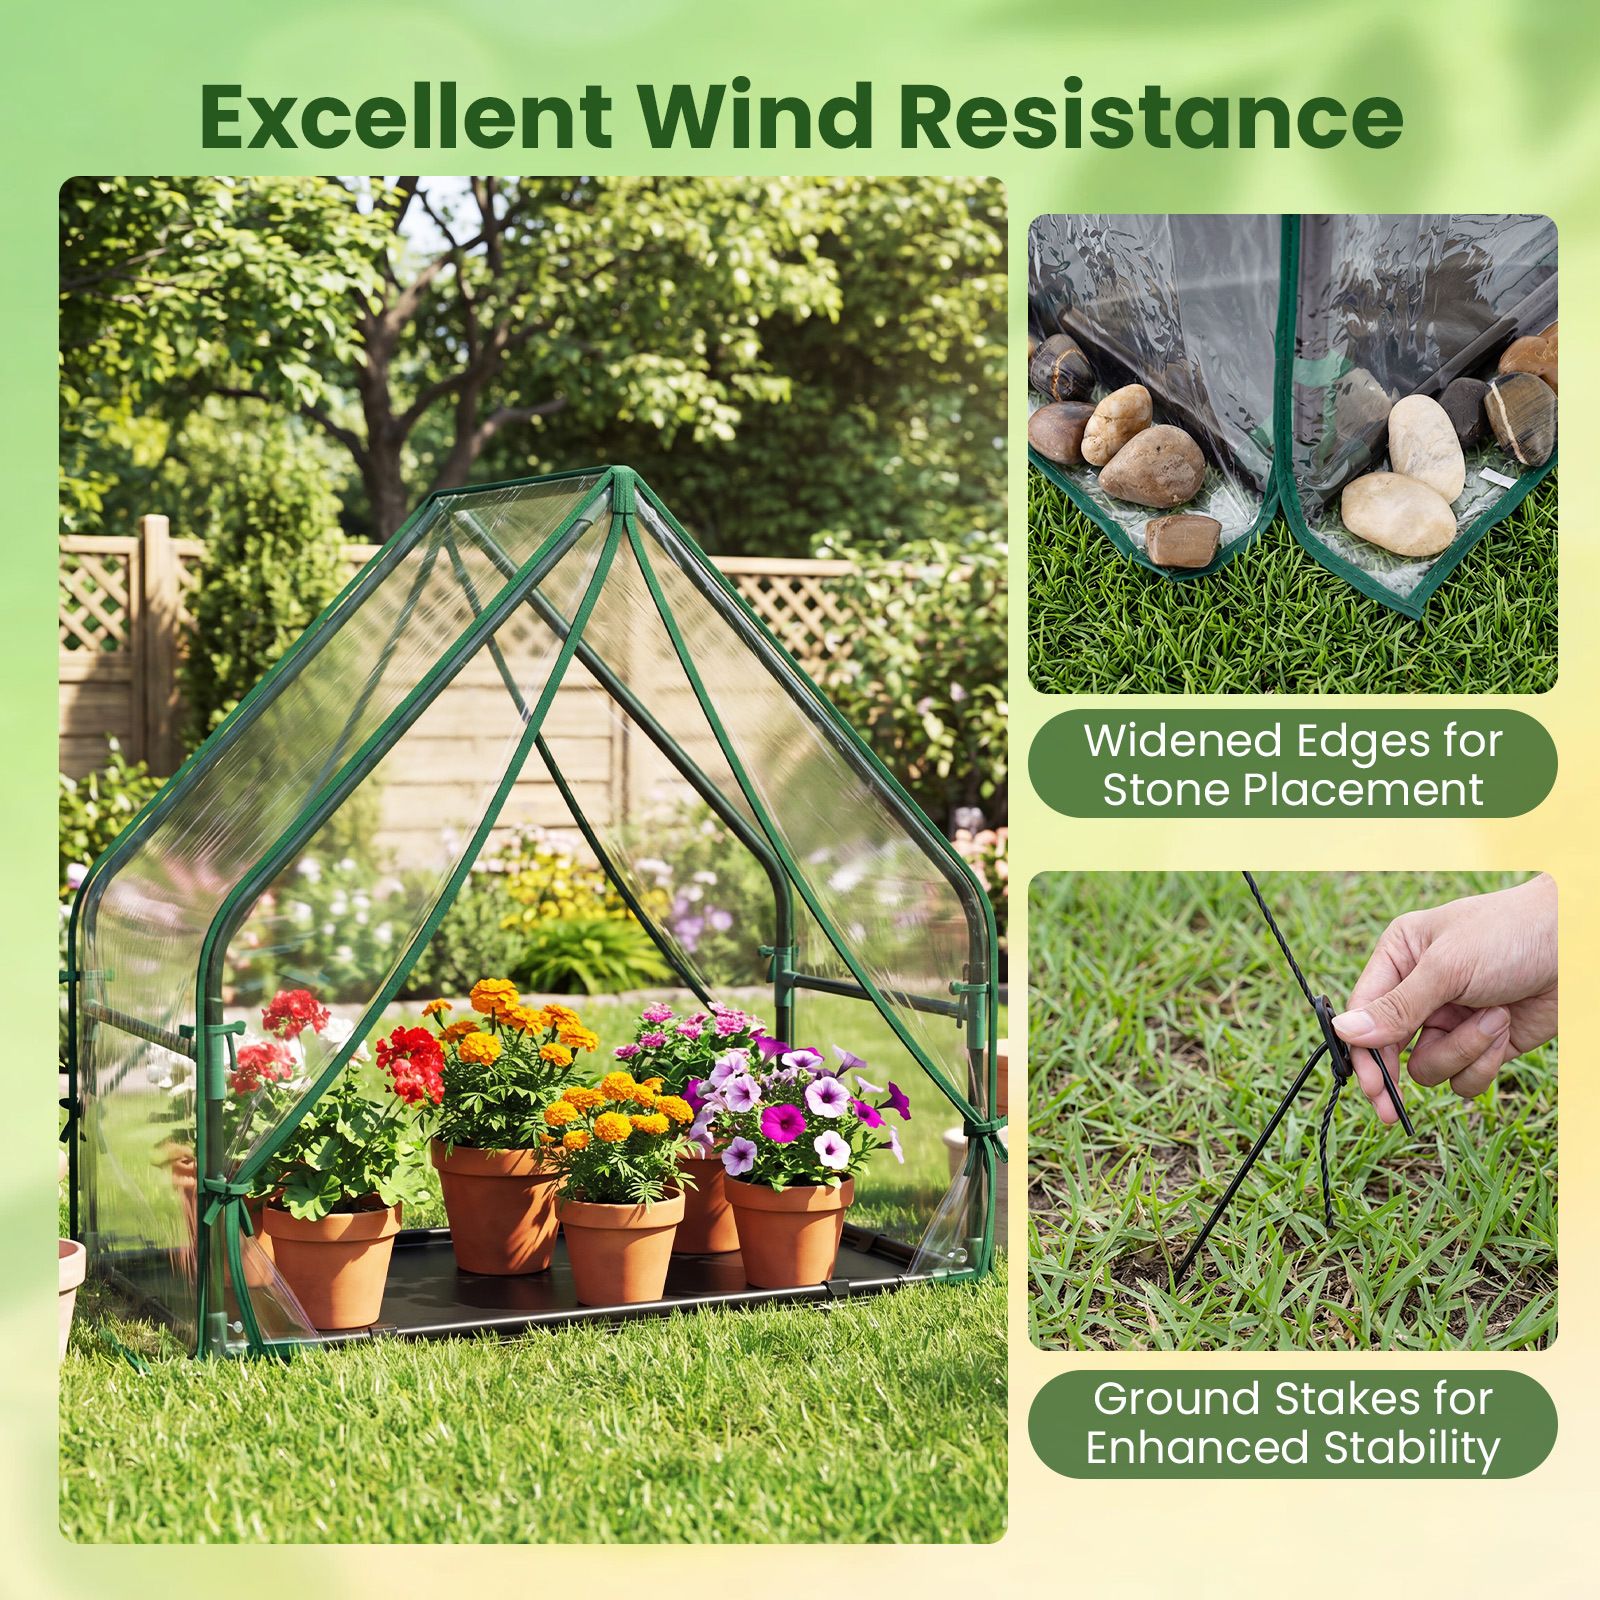 Excellent Wind Resistance
Widened Edges for
Stone Placement
Ground Stakes for
Enhanced Stability